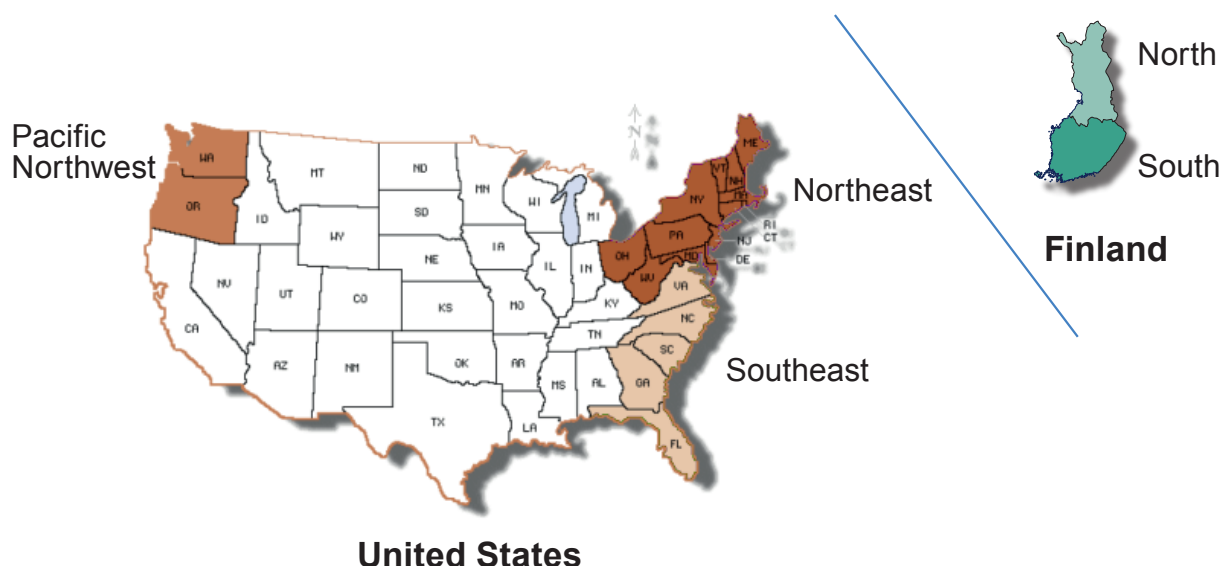 Pacific
Northwest
WA
OR
CA
NV
ID
MT
WY
UT
CO
AZ
NM
ND
SD
NE
KS
OK
TX
MN
IA
MO
AR
LA
WI
IL
MI
IN
KY
TN
MS
AL
OH
WV
PA
NY
VT
NH
ME
MA
MD
RI
CT
NJ
DE
VA
NC
SC
GA
FL
N
N
Northeast
Southeast
United States
North
South
Finland